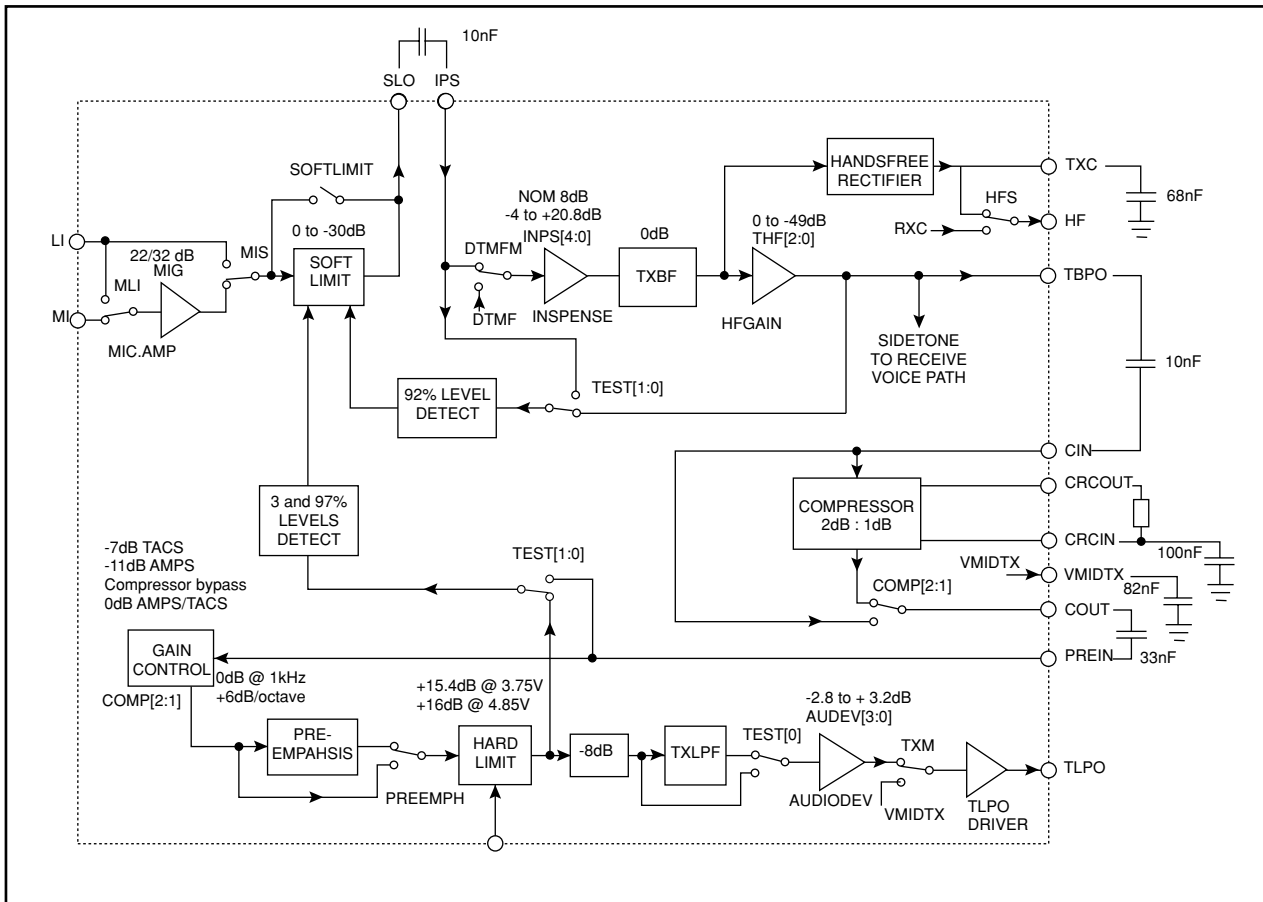 10nF
SLO
IPS
SOFTLIMIT
HANDSFREE
RECTIFIER
TXC
68nF
HFS
HF
RXC
NOM 8dB
-4 to +20.8dB
INPS[4:0]
0 to -49dB
THF[2:0]
LI
22/32 dB
MIG
MIS
0 to -30dB
SOFT
LIMIT
DTMFM
0dB
TXBF
TBPO
MLI
MI
MIC.AMP
DTMF
INSPENSE
HFGAIN
SIDETONE
TO RECEIVE
VOICE PATH
10nF
92% LEVEL
DETECT
TEST[1:0]
CIN
3 and 97%
LEVELS
DETECT
COMPRESSOR
2dB : 1dB
CRCOUT
CRCIN
100nF
-7dB TACS
-11dB AMPS
Compressor bypass
0dB AMPS/TACS
TEST[1:0]
VMIDTX
VMIDTX
82nF
COMP[2:1]
COUT
GAIN
CONTROL
PREIN
33nF
COMP[2:1]
0dB @ 1kHz
+6dB/octave
+15.4dB @ 3.75V
+16dB @ 4.85V
-2.8 to + 3.2dB
AUDEV[3:0]
PRE-
EMPAHSIS
HARD
LIMIT
-8dB
TXLPF
TEST[0]
TXM
TLPO
PREEMPH
AUDIODEV
VMIDTX
TLPO
DRIVER